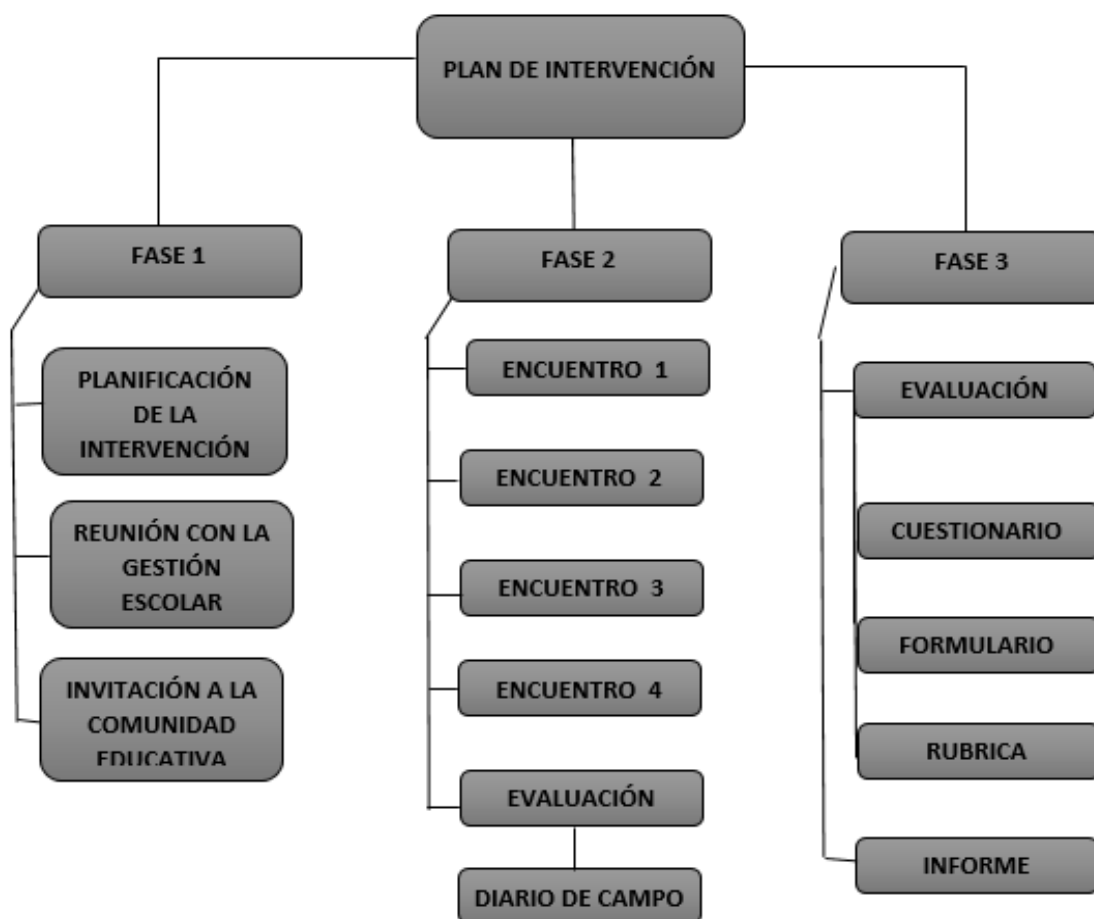 PLAN DE INTERVENCIÓN
FASE 1
PLANIFICACIÓN
DE LA
INTERVENCIÓN
REUNIÓN CON LA
GESTIÓN
ESCOLAR
INVITACIÓN A LA
COMUNIDAD
EDUCATIVA
FASE 2
ENCUENTRO 1
ENCUENTRO 2
ENCUENTRO 3
ENCUENTRO 4
EVALUACIÓN
DIARIO DE CAMPO
FASE 3
EVALUACIÓN
CUESTIONARIO
FORMULARIO
RUBRICA
INFORME